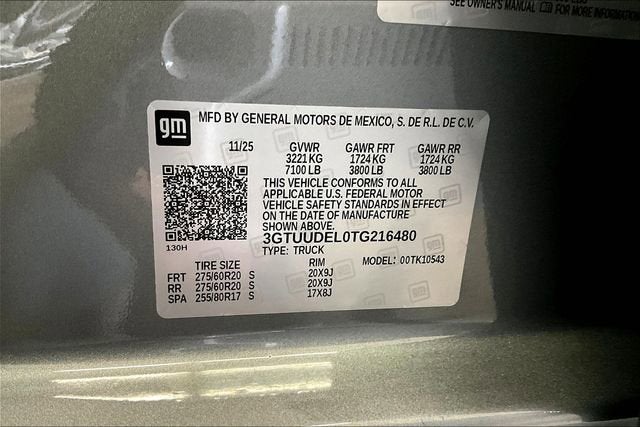 SEE OWNER'S MANUAL FOR MORE INFORMATION
gm
MFD BY GENERAL MOTORS DE MEXICO, S. DE R.L. DE C.V.
11/25 GVWR GAWR FRT GAWR RR
3221 KG 1724 KG 1724 KG
7100 LB 3800 LB 3800 LB
THIS VEHICLE CONFORMS TO ALL
APPLICABLE U.S. FEDERAL MOTOR
VEHICLE SAFETY STANDARDS IN EFFECT
ON THE DATE OF MANUFACTURE
SHOWN ABOVE.
3GTUUDEL0TG216480
130H
TYPE: TRUCK
TIRE SIZE RIM MODEL: 00TK10543
FRT 275/60R20 S 20X9J
RR 275/60R20 S 20X9J
SPA 255/80R17 S 17X8J